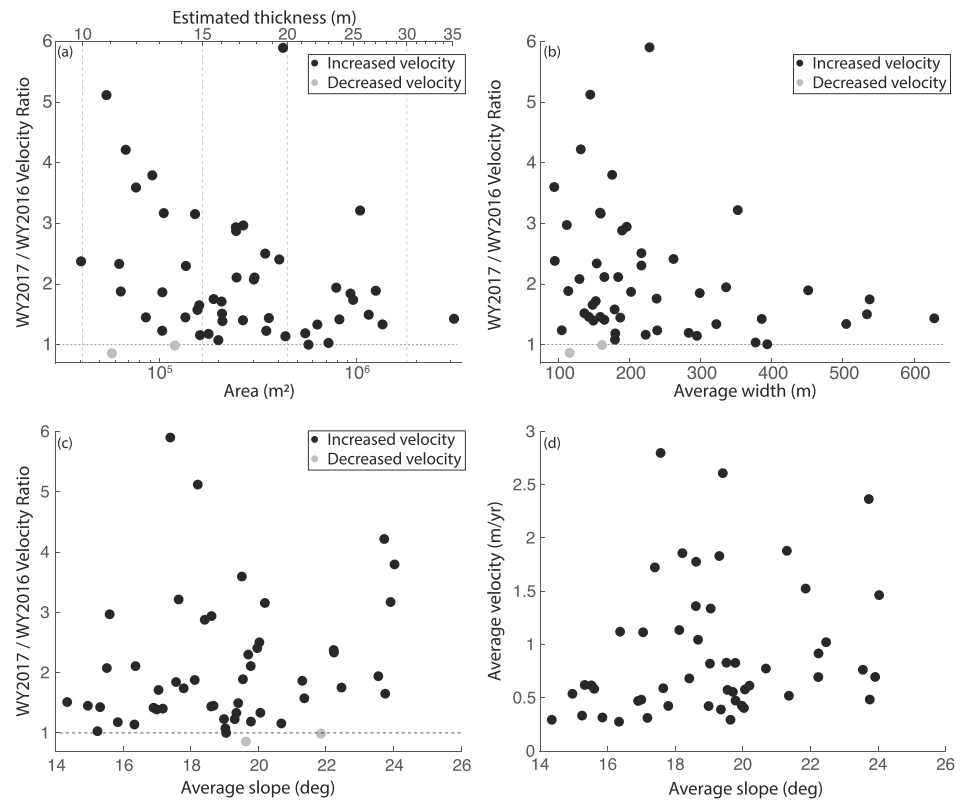 Estimated thickness (m)
10 15 20 25 30 35
(a)
Increased velocity
Decreased velocity
WY2017 / WY2016 Velocity Ratio
6
5
4
3
2
1
10⁵ 10⁶
Area (m²)
(b)
Increased velocity
Decreased velocity
WY2017 / WY2016 Velocity Ratio
6
5
4
3
2
1
100 200 300 400 500 600
Average width (m)
(c)
Increased velocity
Decreased velocity
WY2017 / WY2016 Velocity Ratio
6
5
4
3
2
1
14 16 18 20 22 24 26
Average slope (deg)
(d)
Average velocity (m/yr)
3
2.5
2
1.5
1
0.5
0
14 16 18 20 22 24 26
Average slope (deg)